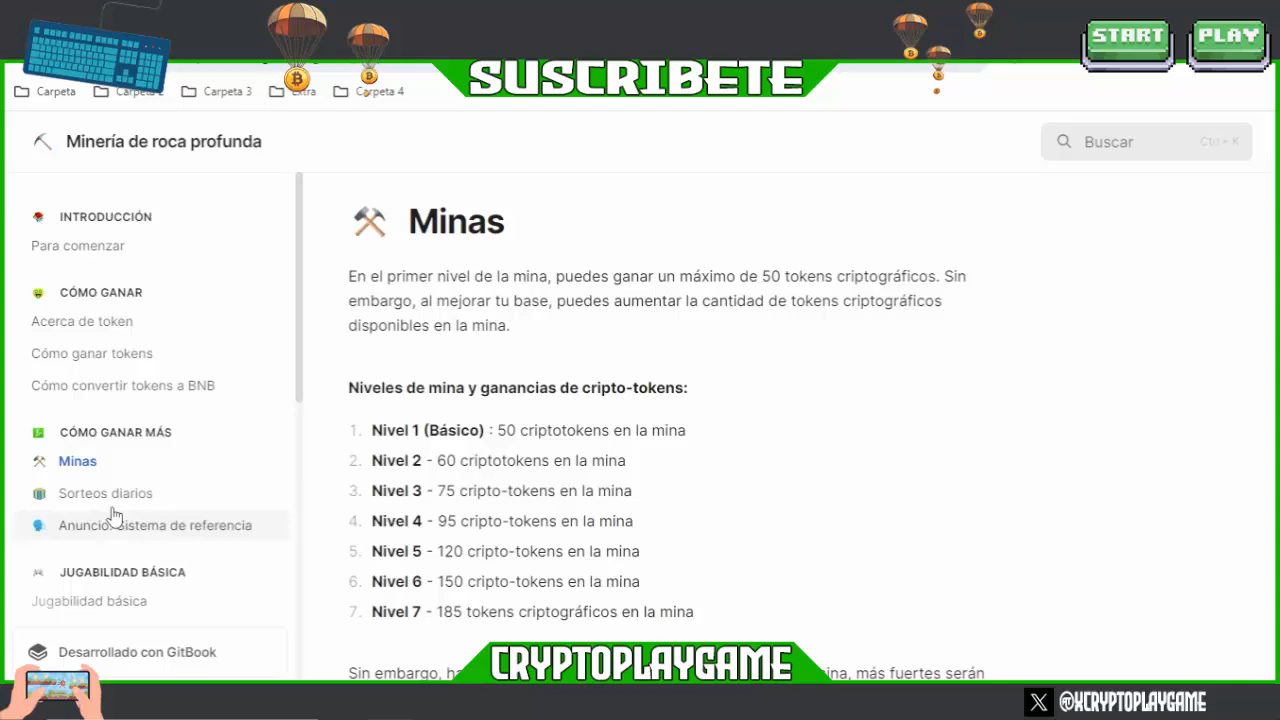 START PLAY
SUSCRIBETE
Carpeta Carpeta 2 Carpeta 3 Extra Carpeta 4
Minería de roca profunda
Buscar Ctrl + K
INTRODUCCIÓN
Para comenzar
CÓMO GANAR
Acerca de token
Cómo ganar tokens
Cómo convertir tokens a BNB
CÓMO GANAR MÁS
Minas
Sorteos diarios
Anuncio: Sistema de referencia
JUGABILIDAD BÁSICA
Jugabilidad básica
Desarrollado con GitBook
Minas
En el primer nivel de la mina, puedes ganar un máximo de 50 tokens criptográficos. Sin
embargo, al mejorar tu base, puedes aumentar la cantidad de tokens criptográficos
disponibles en la mina.
Niveles de mina y ganancias de cripto-tokens:
1. Nivel 1 (Básico) : 50 criptotokens en la mina
2. Nivel 2 - 60 criptotokens en la mina
3. Nivel 3 - 75 cripto-tokens en la mina
4. Nivel 4 - 95 cripto-tokens en la mina
5. Nivel 5 - 120 cripto-tokens en la mina
6. Nivel 6 - 150 cripto-tokens en la mina
7. Nivel 7 - 185 tokens criptográficos en la mina
Sin embargo, mina, más fuertes serán
CRYPTOPLAYGAME
@XCRYPTOPLAYGAME